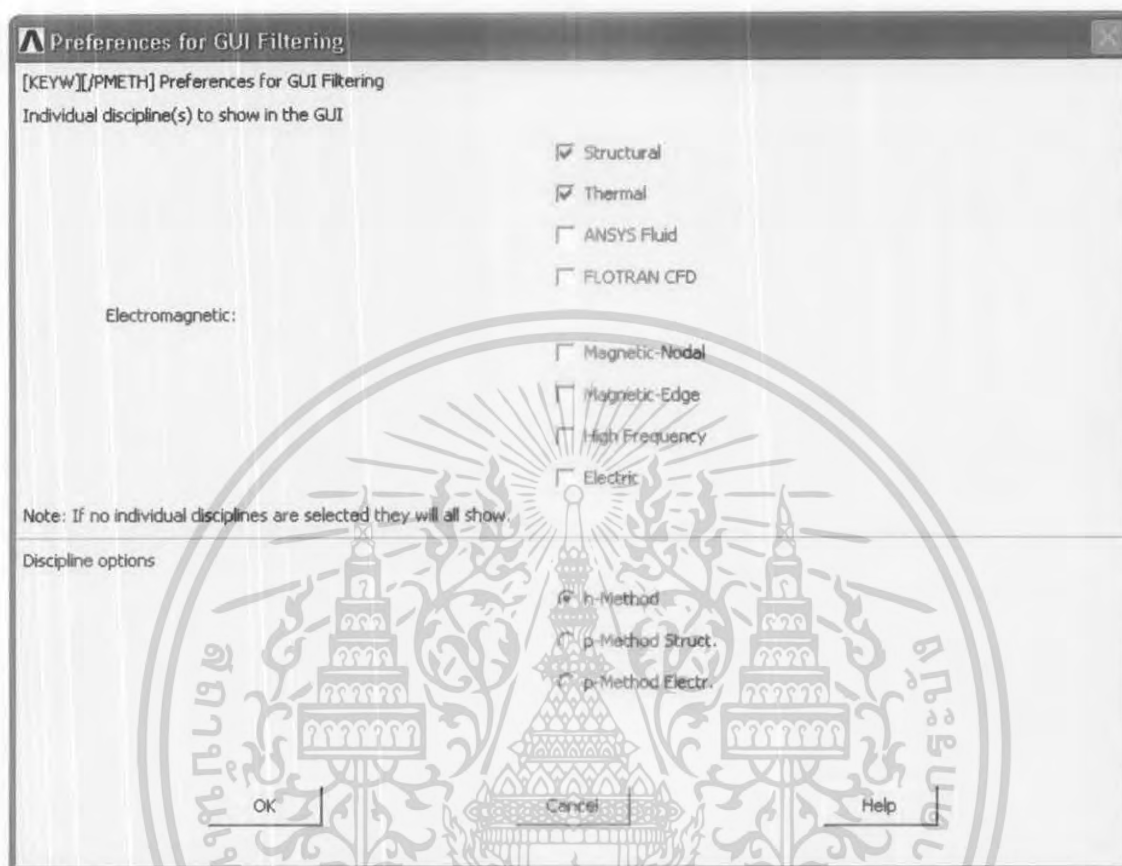 Preferences for GUI Filtering
[KEYW][/PMETH] Preferences for GUI Filtering
Individual discipline(s) to show in the GUI
Structural
Thermal
ANSYS Fluid
FLOTRAN CFD
Electromagnetic:
Magnetic-Nodal
Magnetic-Edge
High Frequency
Electric
Note: If no individual disciplines are selected they will all show.
Discipline options
h-Method
p-Method Struct.
p-Method Electr.
OK
Cancel
Help